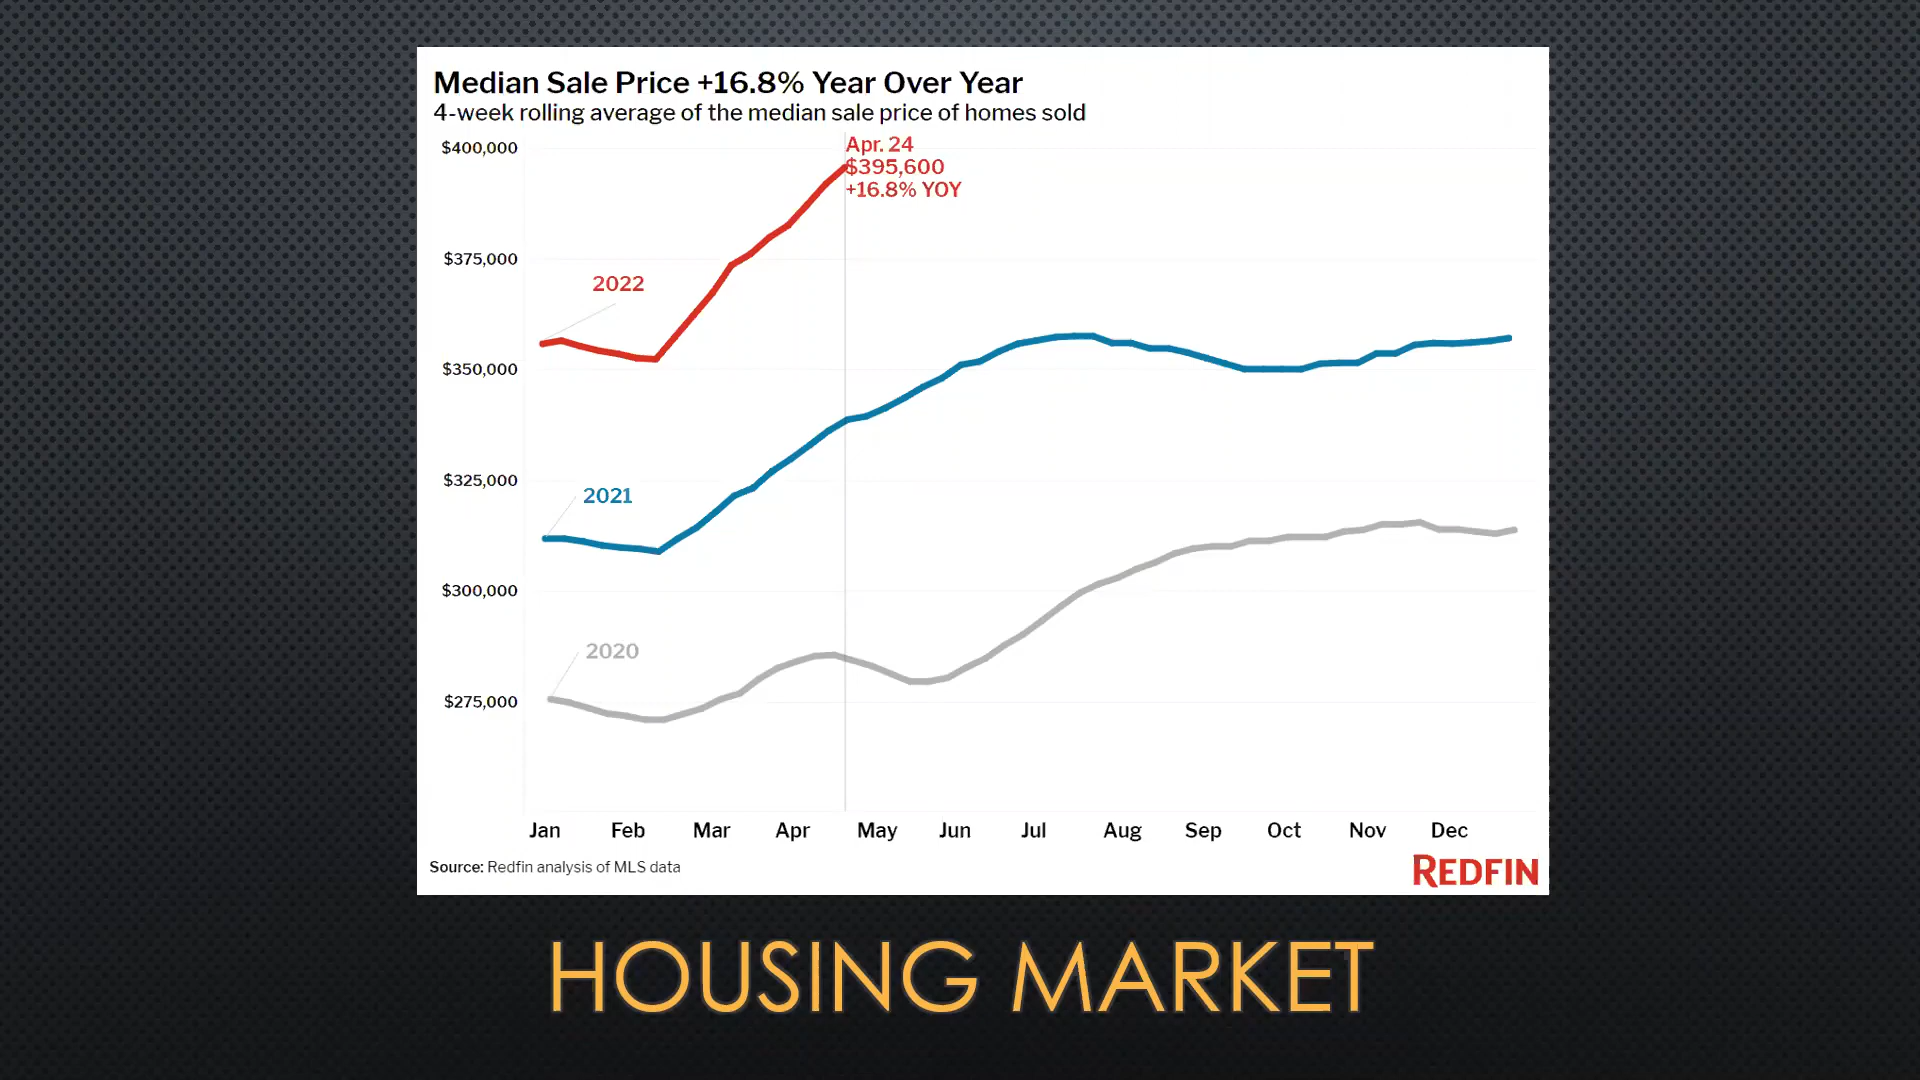 Median Sale Price +16.8% Year Over Year
4-week rolling average of the median sale price of homes sold
$400,000
Apr. 24
$395,600
+16.8% YOY
$375,000
2022
$350,000
$325,000
2021
$300,000
2020
$275,000
Jan Feb Mar Apr May Jun Jul Aug Sep Oct Nov Dec
Source: Redfin analysis of MLS data
REDFIN
HOUSING MARKET